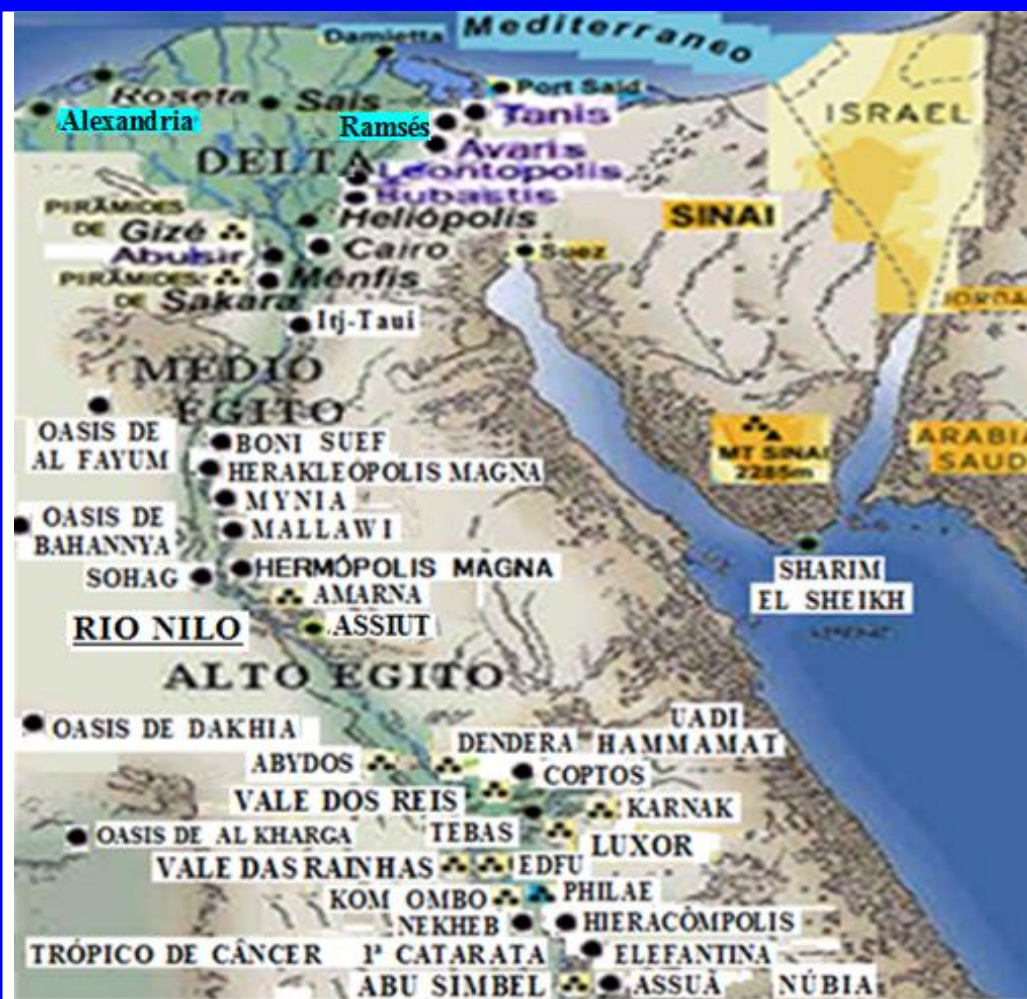 Mediterraneo
Damietta
Port Said
Roseta
Sais
Alexandria
Ramsés
Tanis
ISRAEL
Avaris
DELTA
Leontopolis
Bubastis
PIRÂMIDES
DE Gizé
Heliópolis
SINAI
Cairo
Suez
Abulsir
PIRÂMIDES
DE Sakara
Menfis
Itj-Taui
MEDIO
EGITO
OASIS DE
AL FAYUM
BONI SUEF
HERAKLEOPOLIS MAGNA
MT SINAI
2285m
ARABIA
SAUD
MYNIA
OASIS DE
BAHANNYA
MALLAWI
SOHAG
HERMÓPOLIS MAGNA
SHARIM
EL SHEIKH
AMARNA
RIO NILO
ASSIUT
ALTO EGITO
OASIS DE DAKHIA
UADI
HAMMAMAT
DENDERA
ABYDOS
COPTOS
VALE DOS REIS
KARNAK
OASIS DE AL KHARGA
TEBAS
LUXOR
VALE DAS RAINHAS
EDFU
KOM OMBO
PHILAE
NEKHEB
HIERACÔMPOLIS
TRÓPICO DE CÂNCER
1ª CATARATA
ELEFANTINA
ABU SIMBEL
ASSUÃ
NÚBIA